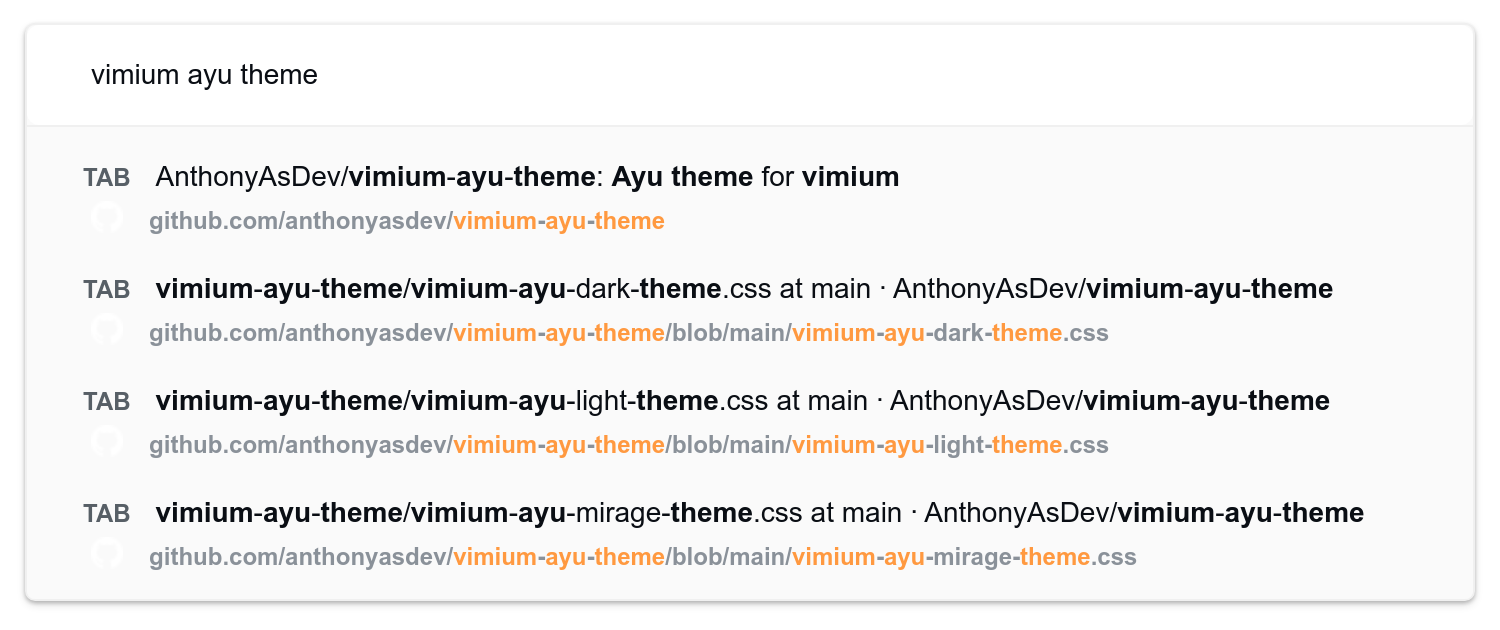 vimium ayu theme
TAB AnthonyAsDev/vimium-ayu-theme: Ayu theme for vimium
github.com/anthonyasdev/vimium-ayu-theme
TAB vimium-ayu-theme/vimium-ayu-dark-theme.css at main · AnthonyAsDev/vimium-ayu-theme
github.com/anthonyasdev/vimium-ayu-theme/blob/main/vimium-ayu-dark-theme.css
TAB vimium-ayu-theme/vimium-ayu-light-theme.css at main · AnthonyAsDev/vimium-ayu-theme
github.com/anthonyasdev/vimium-ayu-theme/blob/main/vimium-ayu-light-theme.css
TAB vimium-ayu-theme/vimium-ayu-mirage-theme.css at main · AnthonyAsDev/vimium-ayu-theme
github.com/anthonyasdev/vimium-ayu-theme/blob/main/vimium-ayu-mirage-theme.css